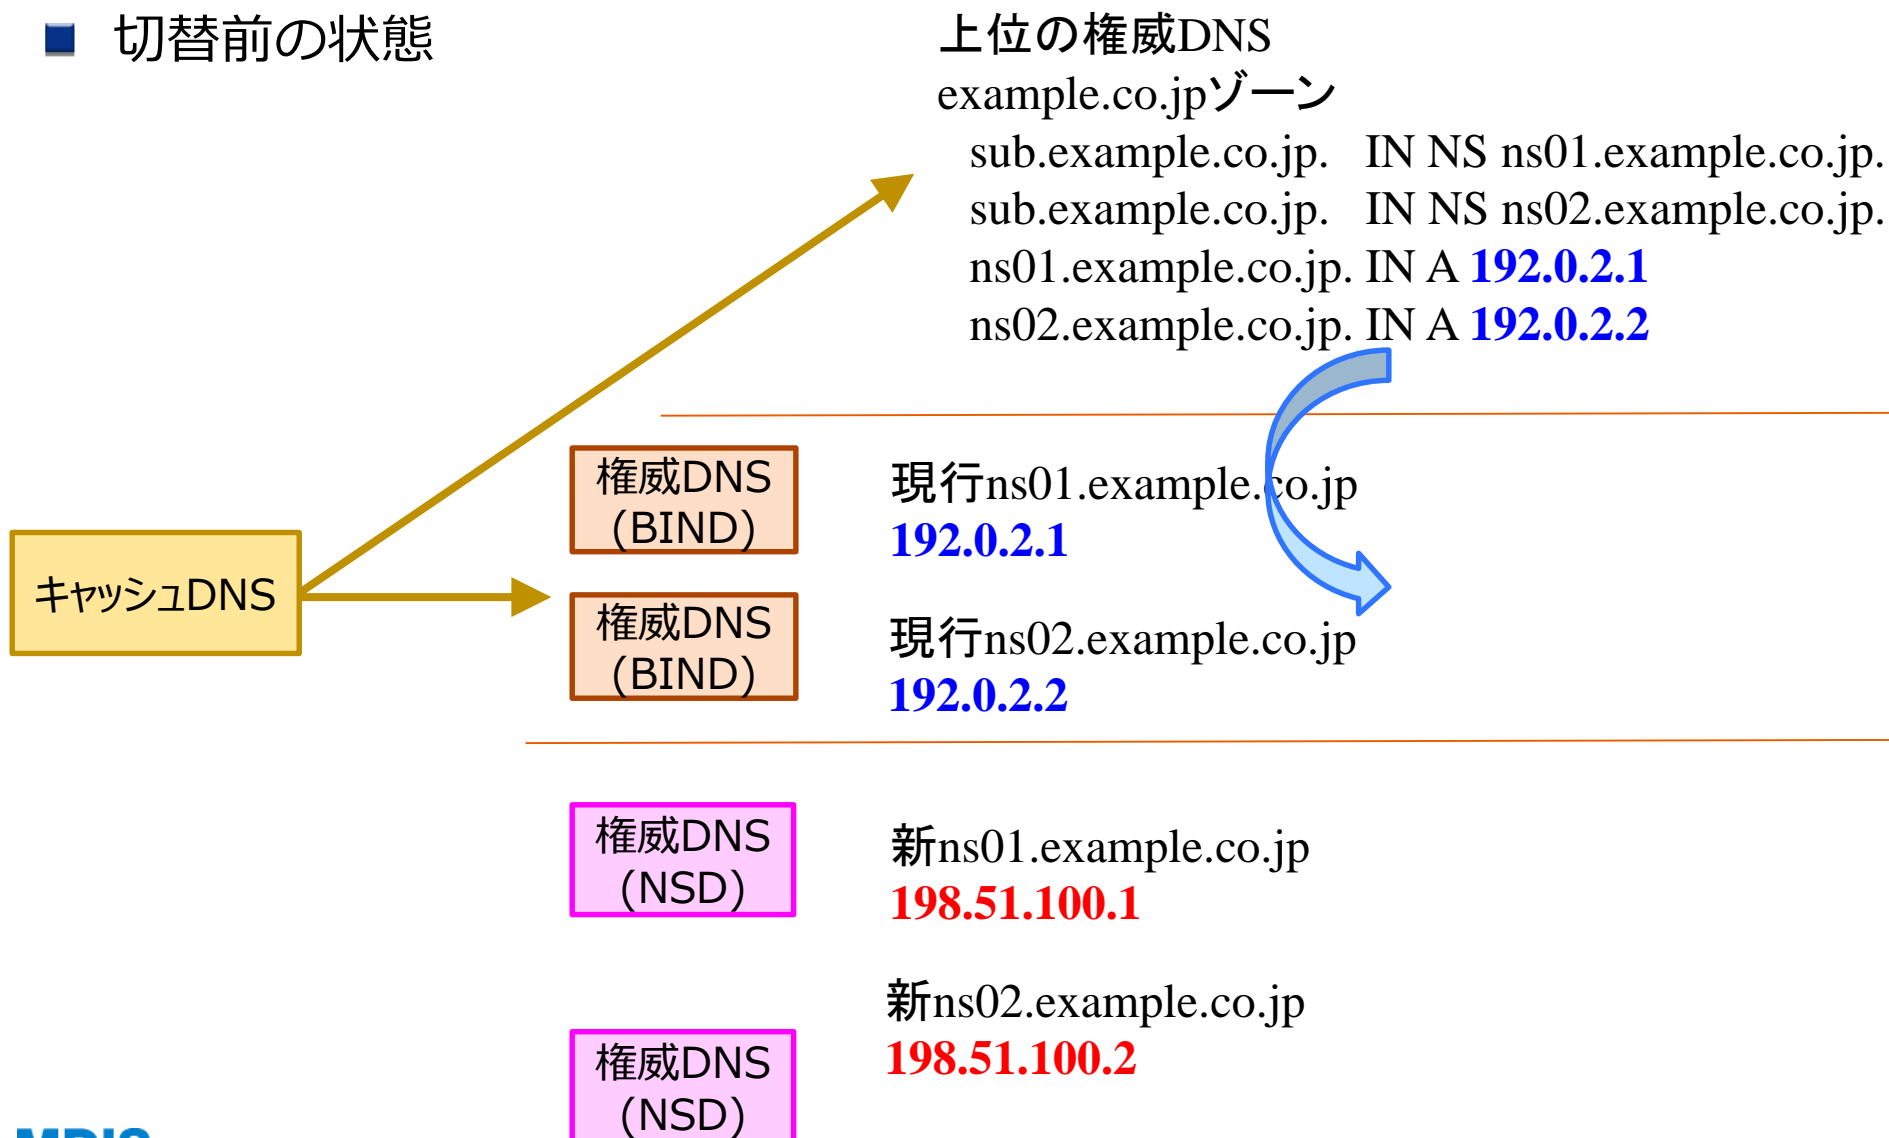 切替前の状態
上位の権威DNS
example.co.jpゾーン
sub.example.co.jp. IN NS ns01.example.co.jp.
sub.example.co.jp. IN NS ns02.example.co.jp.
ns01.example.co.jp. IN A 192.0.2.1
ns02.example.co.jp. IN A 192.0.2.2
キャッシュDNS
権威DNS
(BIND)
現行ns01.example.co.jp
192.0.2.1
権威DNS
(BIND)
現行ns02.example.co.jp
192.0.2.2
権威DNS
(NSD)
新ns01.example.co.jp
198.51.100.1
権威DNS
(NSD)
新ns02.example.co.jp
198.51.100.2